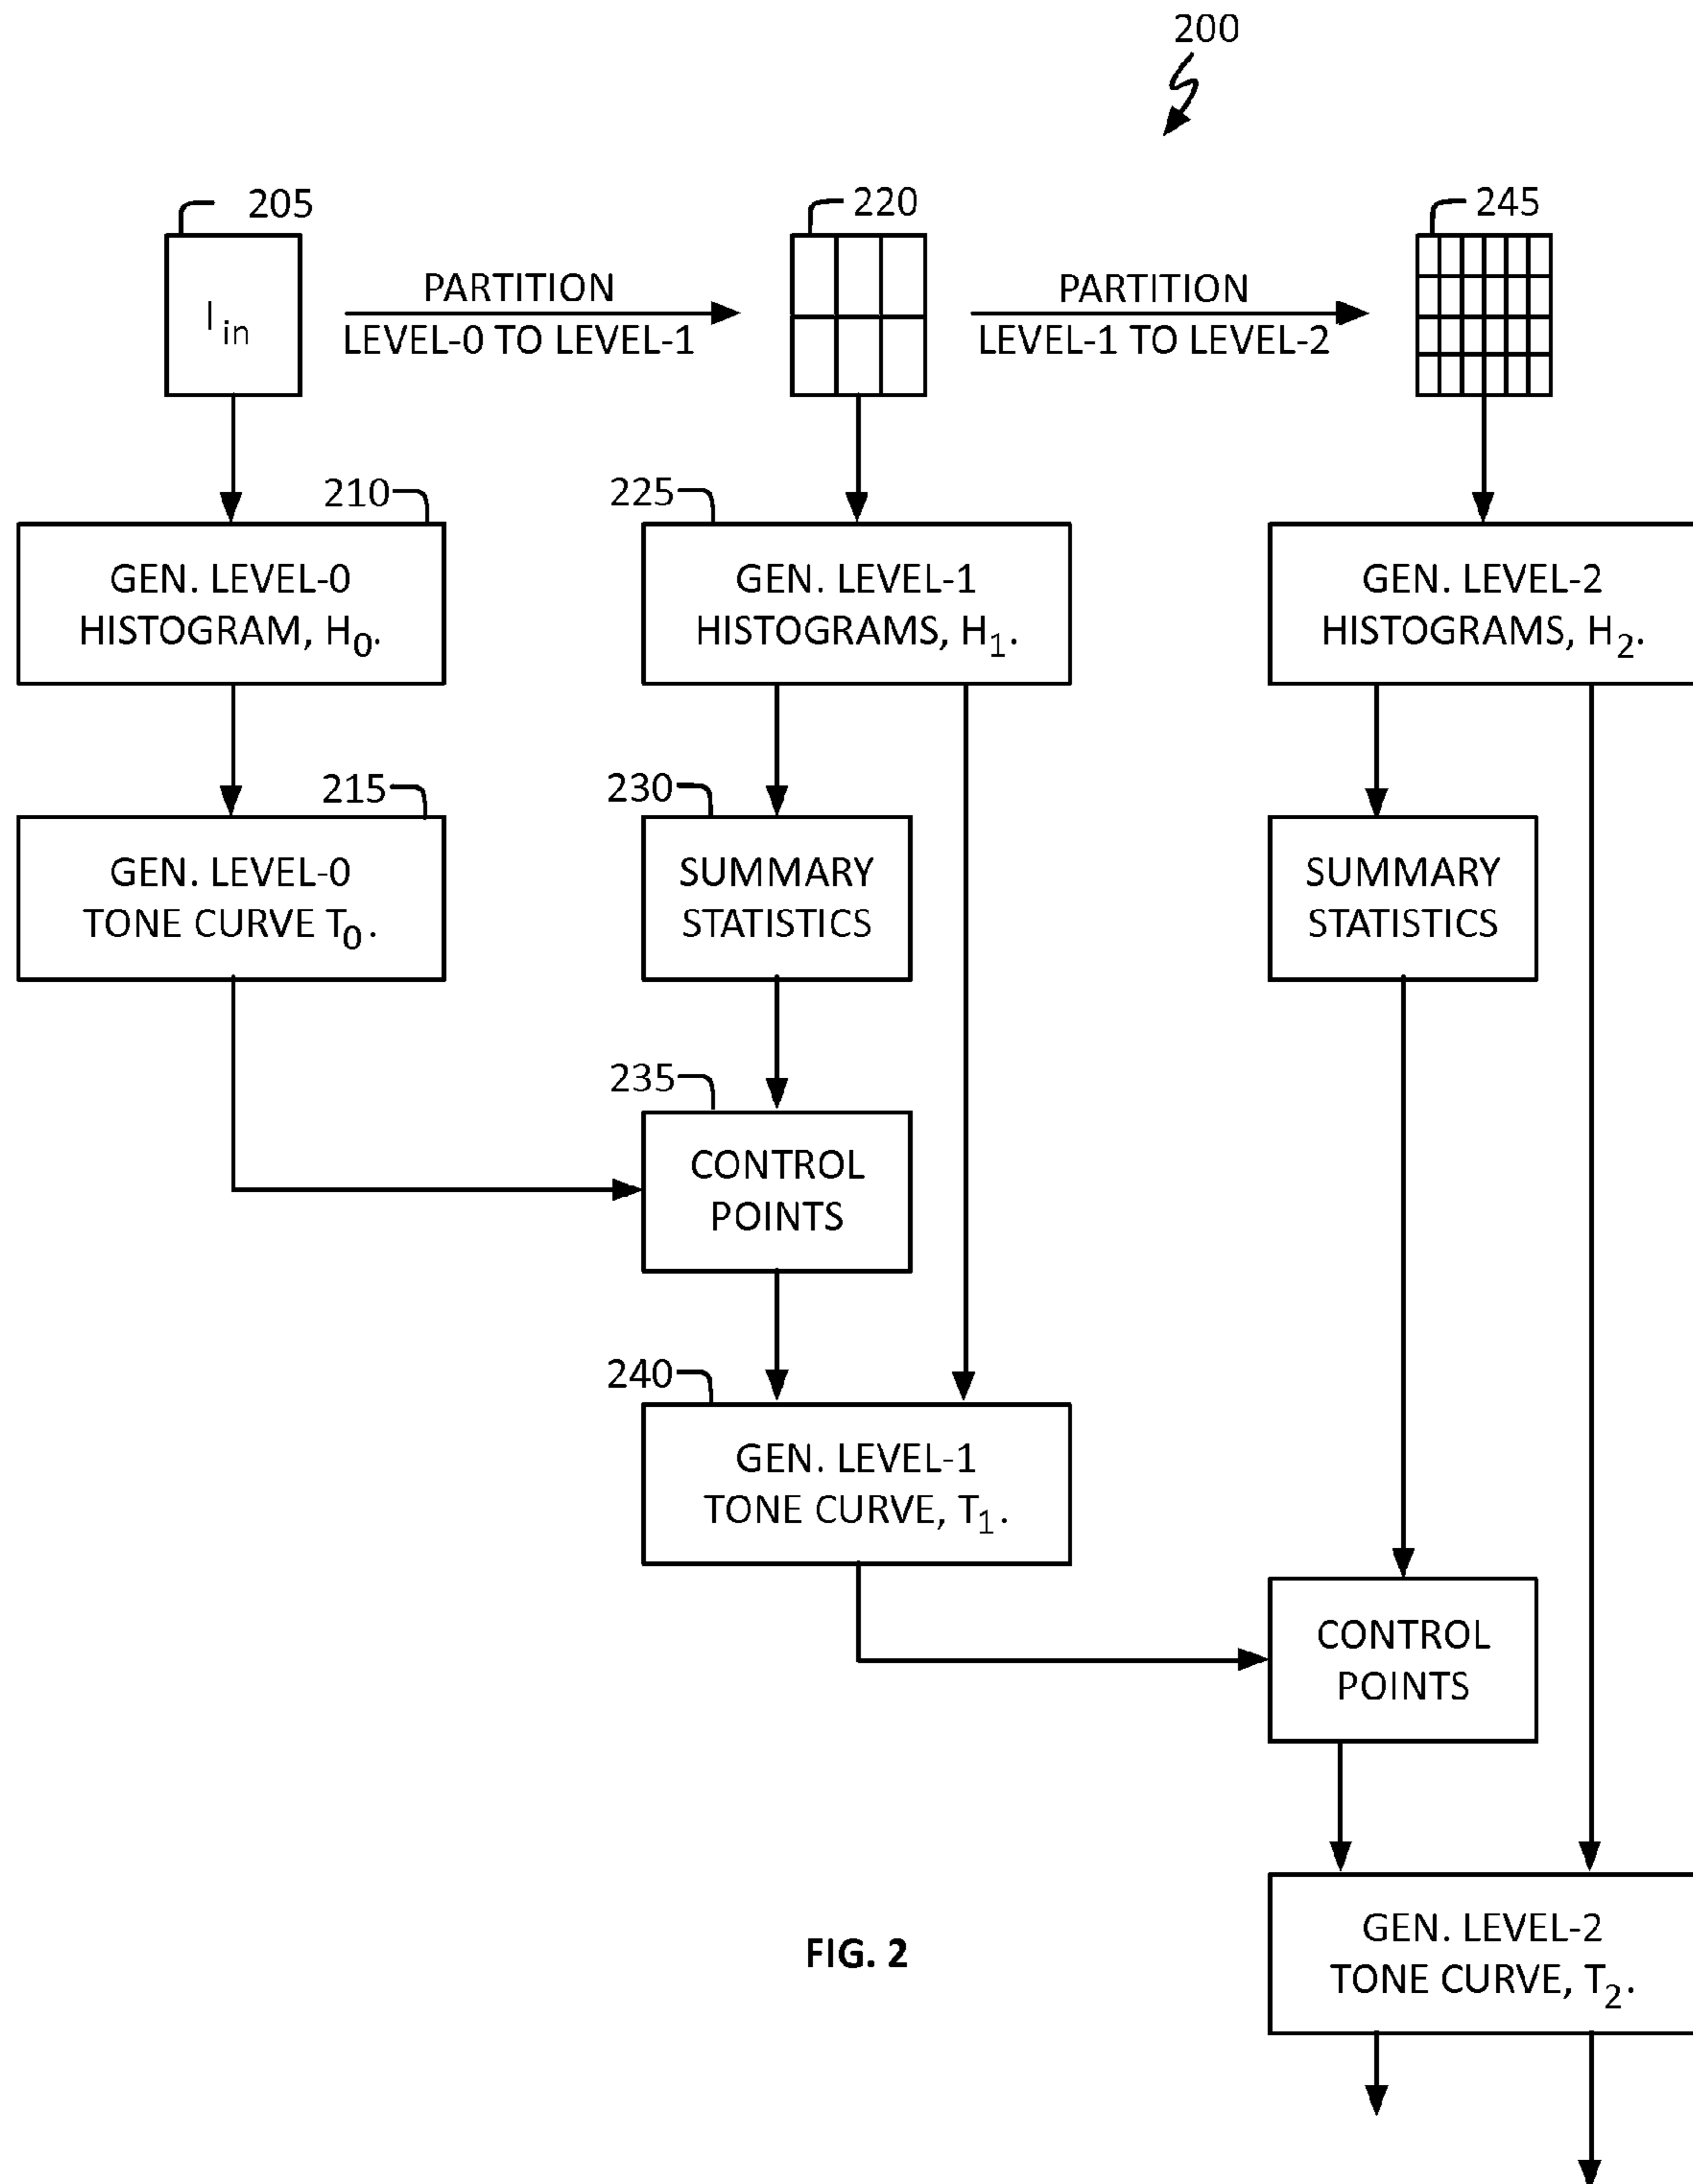 200
205
220
245
I in
PARTITION
LEVEL-0 TO LEVEL-1
PARTITION
LEVEL-1 TO LEVEL-2
210
GEN. LEVEL-0
HISTOGRAM, H0.
225
GEN. LEVEL-1
HISTOGRAMS, H1.
GEN. LEVEL-2
HISTOGRAMS, H2.
215
GEN. LEVEL-0
TONE CURVE T0.
230
SUMMARY
STATISTICS
SUMMARY
STATISTICS
235
CONTROL
POINTS
240
GEN. LEVEL-1
TONE CURVE, T1.
CONTROL
POINTS
GEN. LEVEL-2
TONE CURVE, T2.
FIG. 2